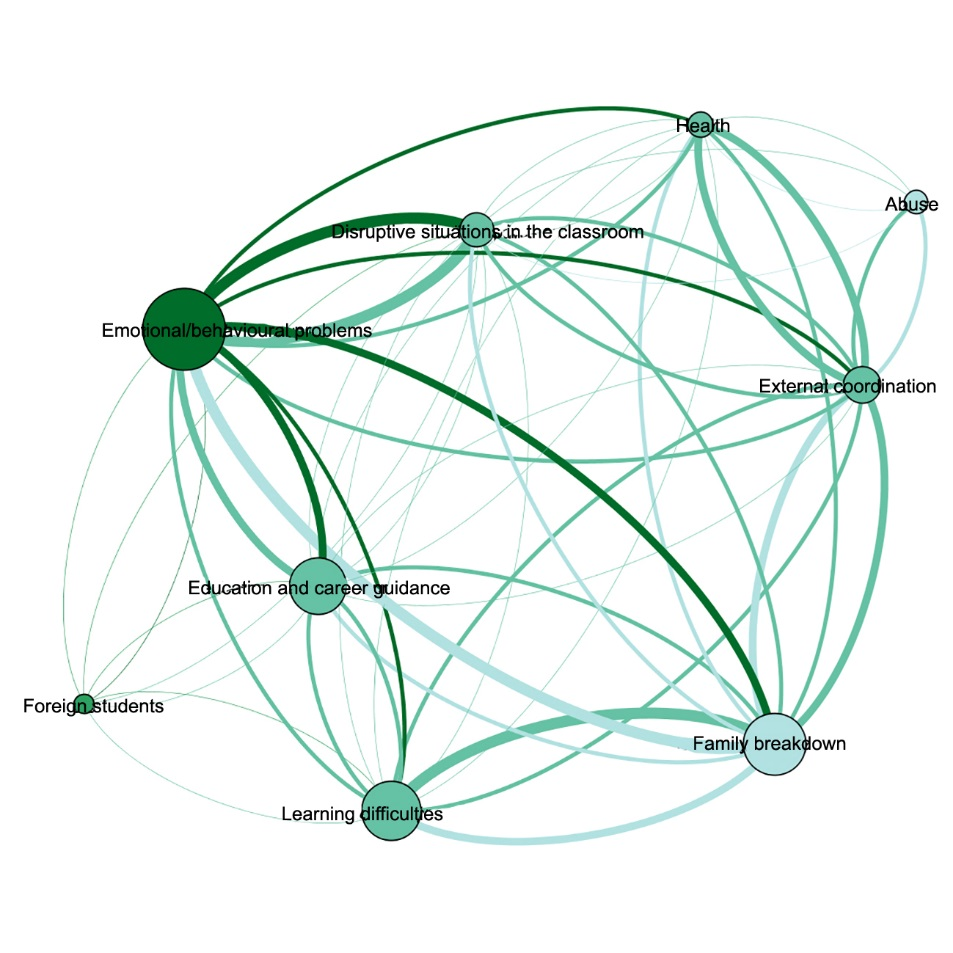 Health
Abuse
Disruptive situations in the classroom
Emotional/behavioural problems
External coordination
Education and career guidance
Foreign students
Family breakdown
Learning difficulties